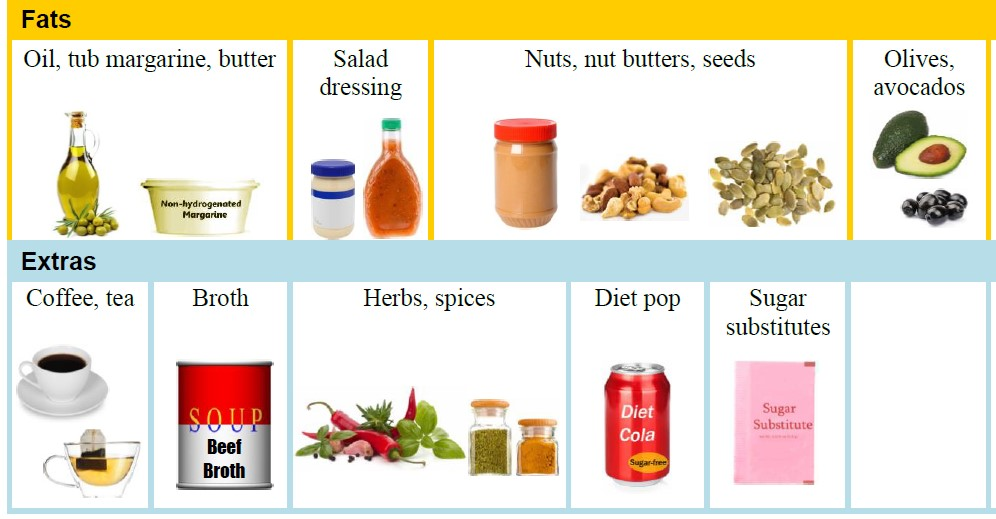 Fats
Oil, tub margarine, butter
Salad
dressing
Nuts, nut butters, seeds
Olives,
avocados
Non-hydrogenated
Margarine
Extras
Coffee, tea
Broth
Herbs, spices
Diet pop
Sugar
substitutes
SOUP
Beef
Broth
Diet
Cola
Sugar-free
Sugar
Substitute